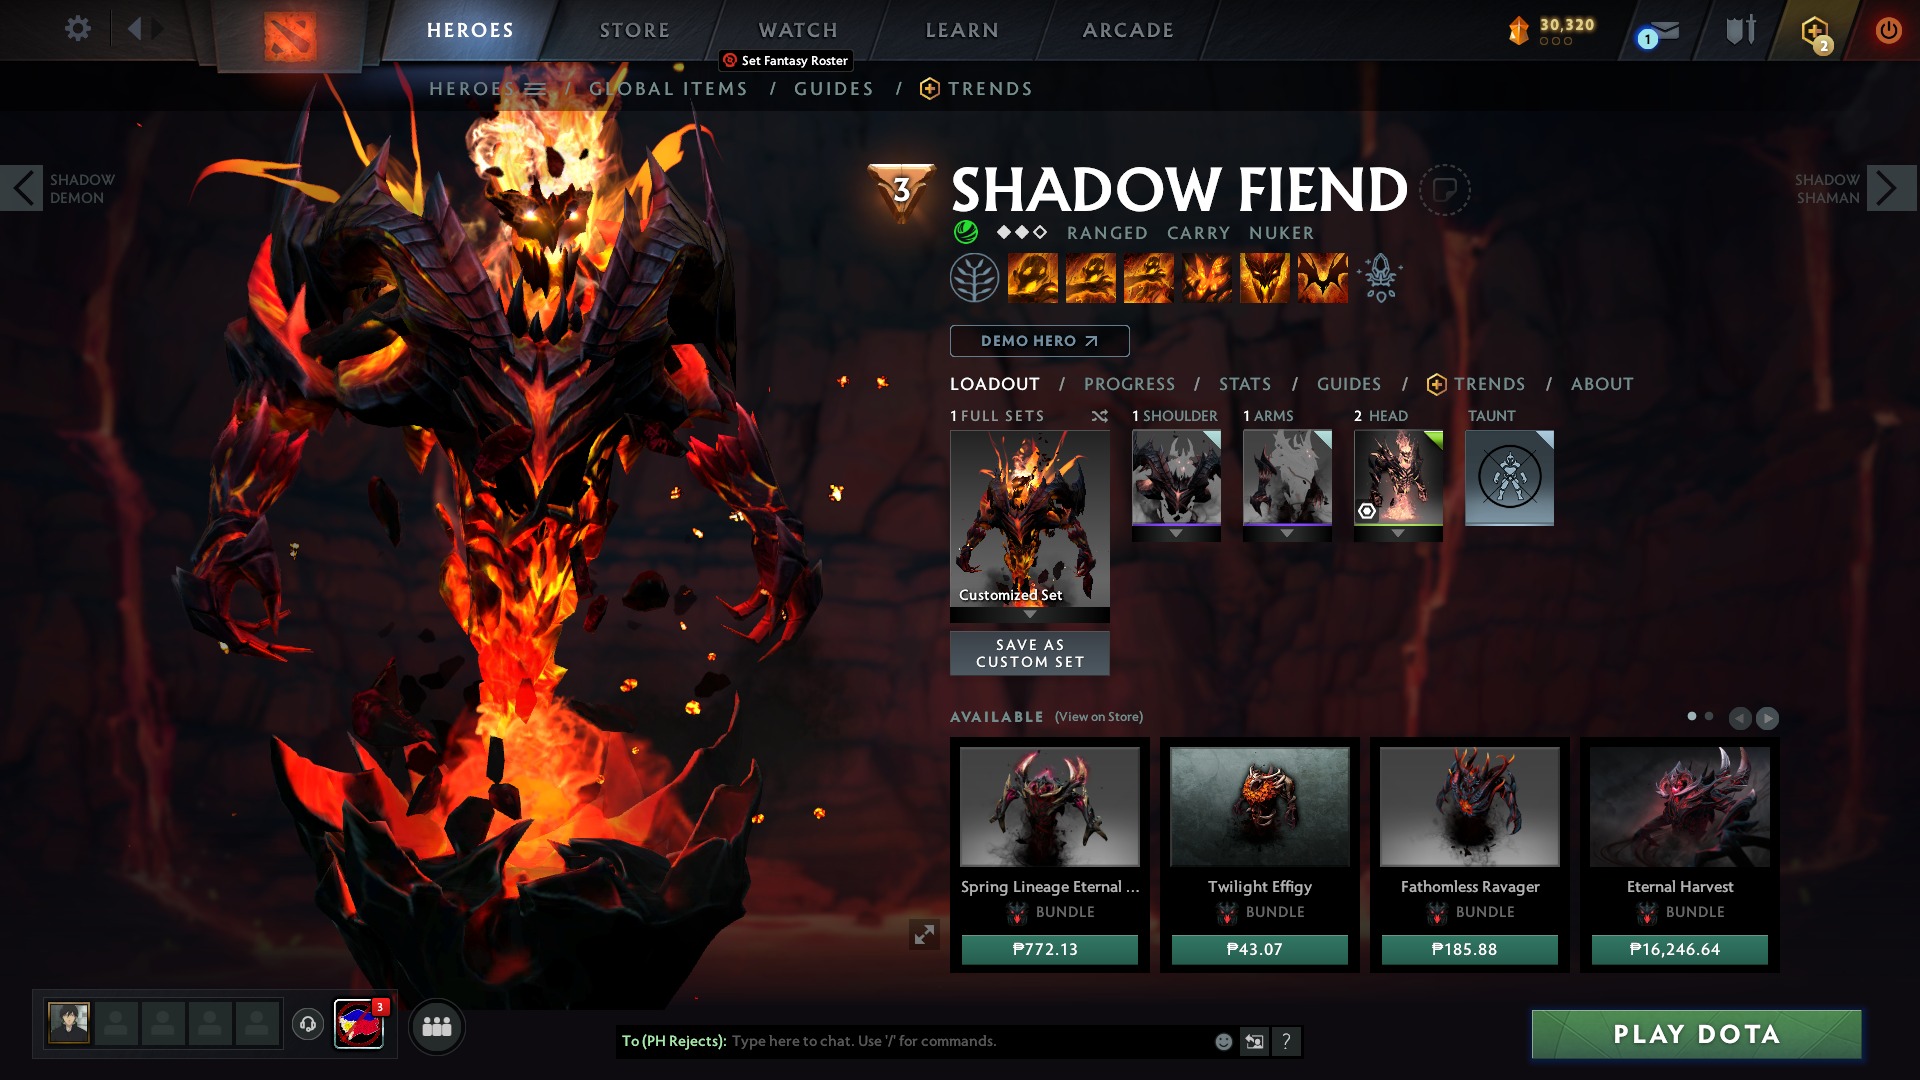 HEROES
STORE
WATCH
LEARN
ARCADE
30,320
1
2
Set Fantasy Roster
HEROES / GLOBAL ITEMS / GUIDES / TRENDS
SHADOW
DEMON
SHADOW
SHAMAN
3
SHADOW FIEND
RANGED CARRY NUKER
DEMO HERO
LOADOUT / PROGRESS / STATS / GUIDES / TRENDS / ABOUT
1 FULL SETS
1 SHOULDER
1 ARMS
2 HEAD
TAUNT
Customized Set
SAVE AS
CUSTOM SET
AVAILABLE (View on Store)
Spring Lineage Eternal ...
BUNDLE
₱772.13
Twilight Effigy
BUNDLE
₱43.07
Fathomless Ravager
BUNDLE
₱185.88
Eternal Harvest
BUNDLE
₱16,246.64
3
To (PH Rejects): Type here to chat. Use '/' for commands.
?
PLAY DOTA